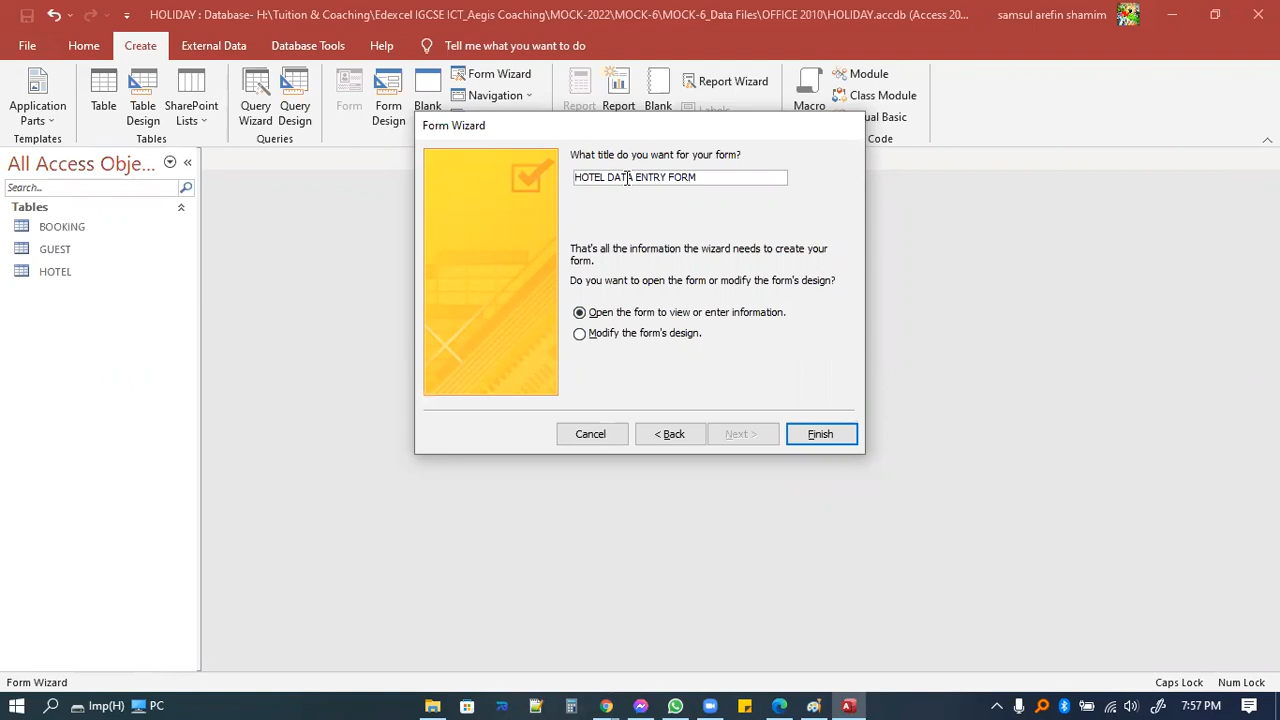 HOLIDAY : Database- H:\Tuition & Coaching\Edexcel IGCSE ICT_Aegis Coaching\MOCK-2022\MOCK-6\MOCK-6_Data Files\OFFICE 2010\HOLIDAY.accdb (Access 20... samsul arefin shamim
File Home Create External Data Database Tools Help Tell me what you want to do
Application Parts
Table
Table Design
SharePoint Lists
Query Wizard
Query Design
Form
Form Design
Blank
Form Wizard
Navigation
Report
Report
Blank
Report Wizard
Labels
Macro
Module
Class Module
ual Basic
Templates Tables Queries Code
All Access Obje...
Search...
Tables
BOOKING
GUEST
HOTEL
Form Wizard
What title do you want for your form?
HOTEL DATA ENTRY FORM
That's all the information the wizard needs to create your
form.
Do you want to open the form or modify the form's design?
Open the form to view or enter information.
Modify the form's design.
Cancel < Back Next > Finish
Form Wizard Caps Lock Num Lock
Imp(H) PC 7:57 PM